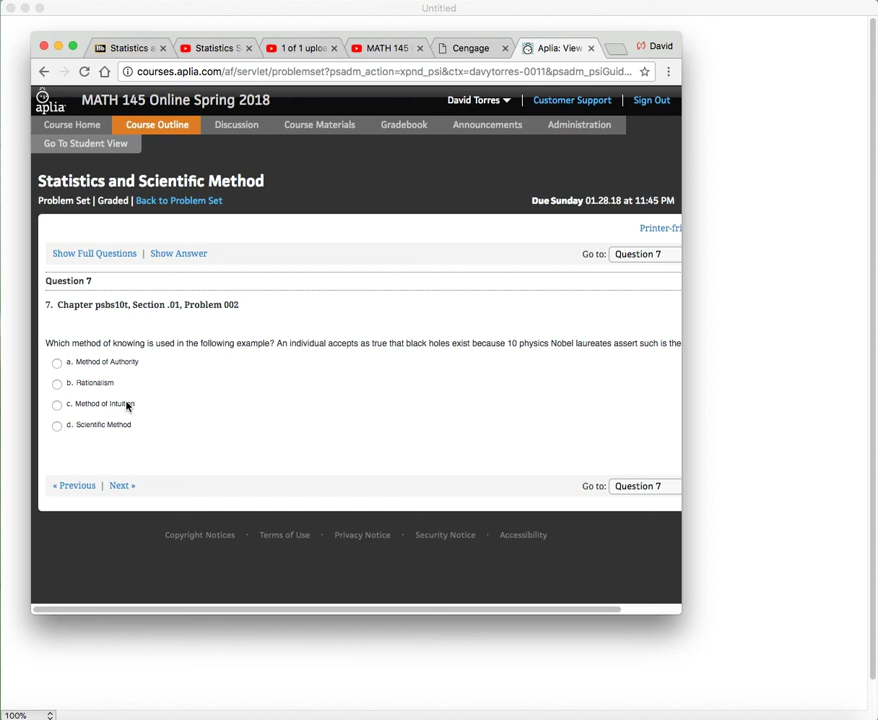 Untitled
Statistics a
Statistics S
1 of 1 uploa
MATH 145
Cengage
Aplia: View
David
courses.aplia.com/af/servlet/problemset?psadm_action=xpnd_psi&ctx=davytorres-0011&psadm_psiGuid...
aplia
MATH 145 Online Spring 2018
David Torres
Customer Support
Sign Out
Course Home
Course Outline
Discussion
Course Materials
Gradebook
Announcements
Administration
Go To Student View
Statistics and Scientific Method
Problem Set | Graded | Back to Problem Set
Due Sunday 01.28.18 at 11:45 PM
Printer-fri
Show Full Questions | Show Answer
Go to: Question 7
Question 7
7. Chapter psbs10t, Section .01, Problem 002
Which method of knowing is used in the following example? An individual accepts as true that black holes exist because 10 physics Nobel laureates assert such is the
a. Method of Authority
b. Rationalism
c. Method of Intuition
d. Scientific Method
« Previous | Next »
Go to: Question 7
Copyright Notices · Terms of Use · Privacy Notice · Security Notice · Accessibility
100%